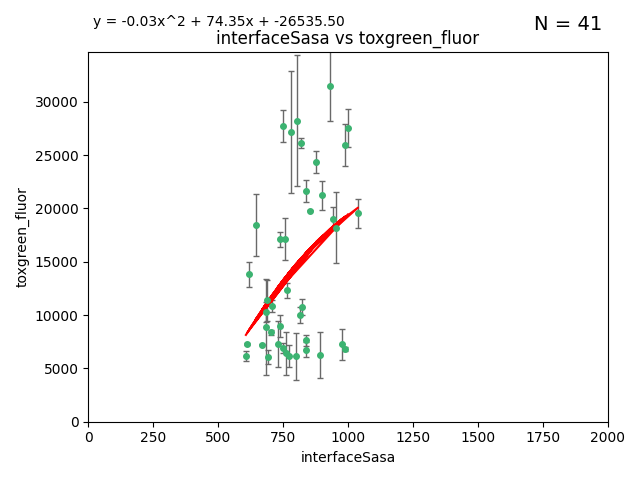 y = -0.03x^2 + 74.35x + -26535.50
N = 41
interfaceSasa vs toxgreen_fluor
30000
25000
20000
15000
10000
5000
0
toxgreen_fluor
0 250 500 750 1000 1250 1500 1750 2000
interfaceSasa